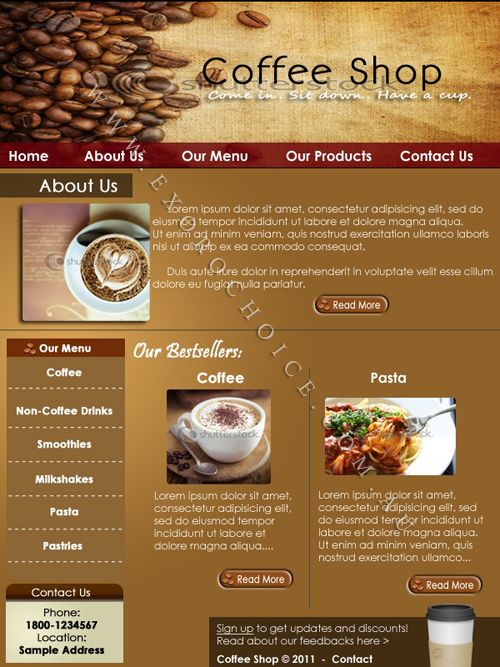 Coffee Shop
Come in. Sit down. Have a cup.
Home About Us Our Menu Our Products Contact Us
About Us
Lorem ipsum dolor sit amet, consectetur adipisicing elit, sed do
eiusmod tempor incididunt ut labore et dolore magna aliqua.
Ut enim ad minim veniam, quis nostrud exercitation ullamco laboris
nisi ut aliquip ex ea commodo consequat.
Duis aute irure dolor in reprehenderit in voluptate velit esse cillum
dolore eu fugiat nulla pariatur.
Read More
Our Menu
Coffee
Non-Coffee Drinks
Smoothies
Milkshakes
Pasta
Pastries
Our Bestsellers:
Coffee
shutterstock
Lorem ipsum dolor sit amet,
consectetur adipisicing elit,
sed do eiusmod tempor
incididunt ut labore et
dolore magna aliqua....
Read More
Pasta
shutterstock
Lorem ipsum dolor sit amet,
consectetur adipisicing elit,
sed do eiusmod tempor
incididunt ut labore et
dolore magna aliqua.
Ut enim ad minim veniam, quis
nostrud exercitation ullamco...
Read More
Contact Us
Phone:
1800-1234567
Location:
Sample Address
Sign up to get updates and discounts!
Read about our feedbacks here >
Coffee Shop © 2011 - Contact